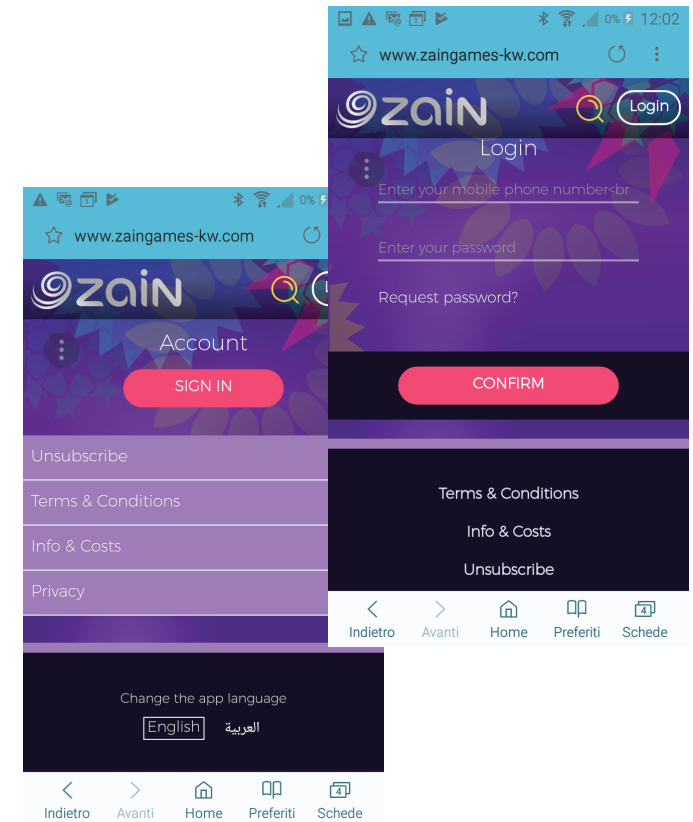 0% 12:02
www.zaingames-kw.com
zain
Login
Login
Enter your mobile phone number<br
Enter your password
Request password?
CONFIRM
Terms & Conditions
Info & Costs
Unsubscribe
4
Indietro Avanti Home Preferiti Schede
0%
www.zaingames-kw.com
zain
Account
SIGN IN
Unsubscribe
Terms & Conditions
Info & Costs
Privacy
Change the app language
English العربية
4
Indietro Avanti Home Preferiti Schede